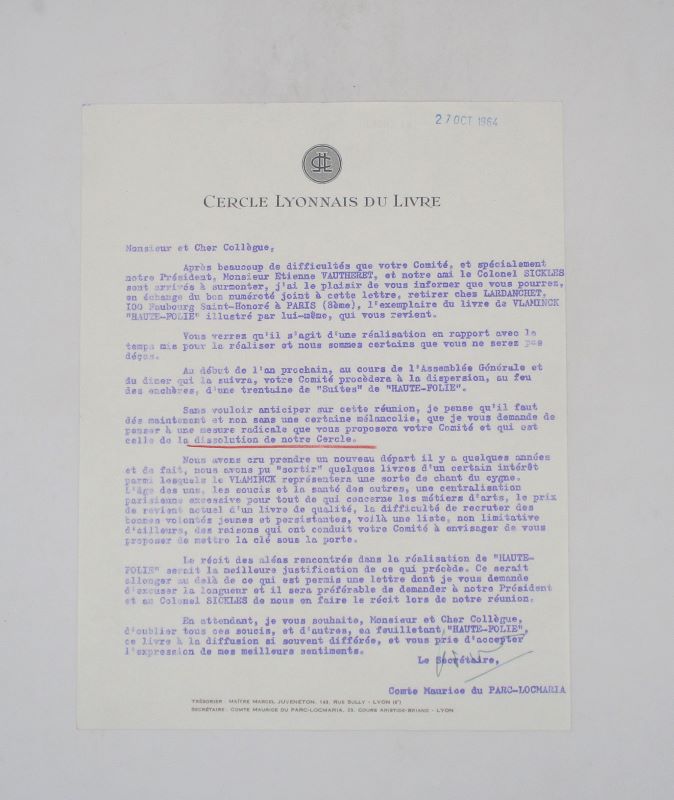 27 OCT 1964
CERCLE LYONNAIS DU LIVRE
Monsieur et Cher Collègue,
Après beaucoup de difficultés que votre Comité, et spécialement
notre Président, Monsieur Etienne VAUTHERET, et notre ami le Colonel SICKLES
sont arrivés à surmonter, j'ai le plaisir de vous informer que vous pourrez,
en échange du bon numéroté joint à cette lettre, retirer chez LARDANCHET,
100 Faubourg Saint-Honoré à PARIS (8ème), l'exemplaire du livre de VLAMINCK
"HAUTE-FOLIE" illustré par lui-même, qui vous revient.
Vous verrez qu'il s'agit d'une réalisation en rapport avec le
temps mis pour la réaliser et nous sommes certains que vous ne serez pas
déçus.
Au début de l'an prochain, au cours de l'Assemblée Générale et
du dîner qui la suivra, votre Comité procèdera à la dispersion, au feu
des enchères, d'une trentaine de "Suites" de "HAUTE-FOLIE".
Sans vouloir anticiper sur cette réunion, je pense qu'il faut
dès maintenant et non sans une certaine mélancolie, que je vous demande de
penser à une mesure radicale que vous proposera votre Comité et qui est
celle de la dissolution de notre Cercle.
Nous avons cru prendre un nouveau départ il y a quelques années
et de fait, nous avons pu "sortir" quelques livres d'un certain intérêt
parmi lesquels le VLAMINCK représentera une sorte de chant du cygne.
L'âge des uns, les soucis et la santé des autres, une centralisation
parisienne excessive pour tout de qui concerne les métiers d'arts, le prix
de revient actuel d'un livre de qualité, la difficulté de recruter des
bonnes volontés jeunes et persistantes, voilà une liste, non limitative
d'ailleurs, des raisons qui ont conduit votre Comité à envisager de vous
proposer de mettre la clé sous la porte.
Le récit des aléas rencontrés dans la réalisation de "HAUTE-
FOLIE" serait la meilleure justification de ce qui précède. Ce serait
allonger au delà de ce qui est permis une lettre dont je vous demande
d'excuser la longueur et il sera préférable de demander à notre Président
et au Colonel SICKLES de nous en faire le récit lors de notre réunion.
En attendant, je vous souhaite, Monsieur et Cher Collègue,
d'oublier tous ces soucis, et d'autres, en feuilletant "HAUTE-FOLIE",
ce livre à la diffusion si souvent différée, et vous prie d'accepter
l'expression de mes meilleurs sentiments.
Le Secrétaire,
Comte Maurice du PARC-LOCMARIA
TRÉSORIER : MAÎTRE MARCEL JUVENETON, 143, RUE SULLY - LYON (6e)
SECRÉTAIRE : COMTE MAURICE DU PARC-LOCMARIA, 23, COURS ARISTIDE-BRIAND - LYON